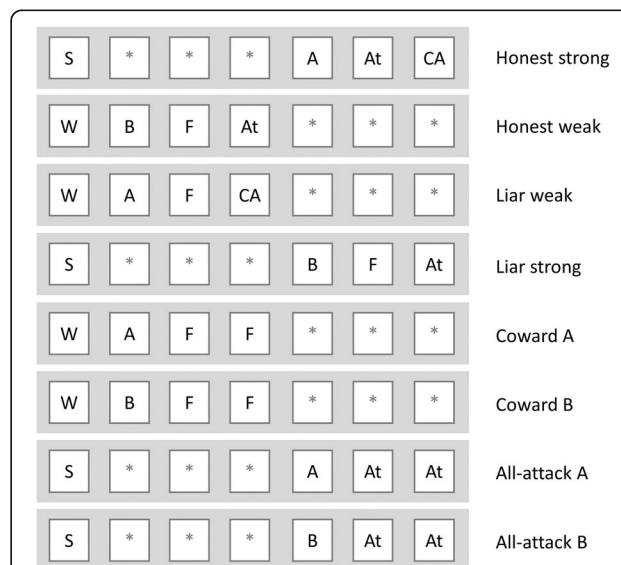 S * * * A At CA Honest strong
W B F At * * * Honest weak
W A F CA * * * Liar weak
S * * * B F At Liar strong
W A F F * * * Coward A
W B F F * * * Coward B
S * * * A At At All-attack A
S * * * B At At All-attack B